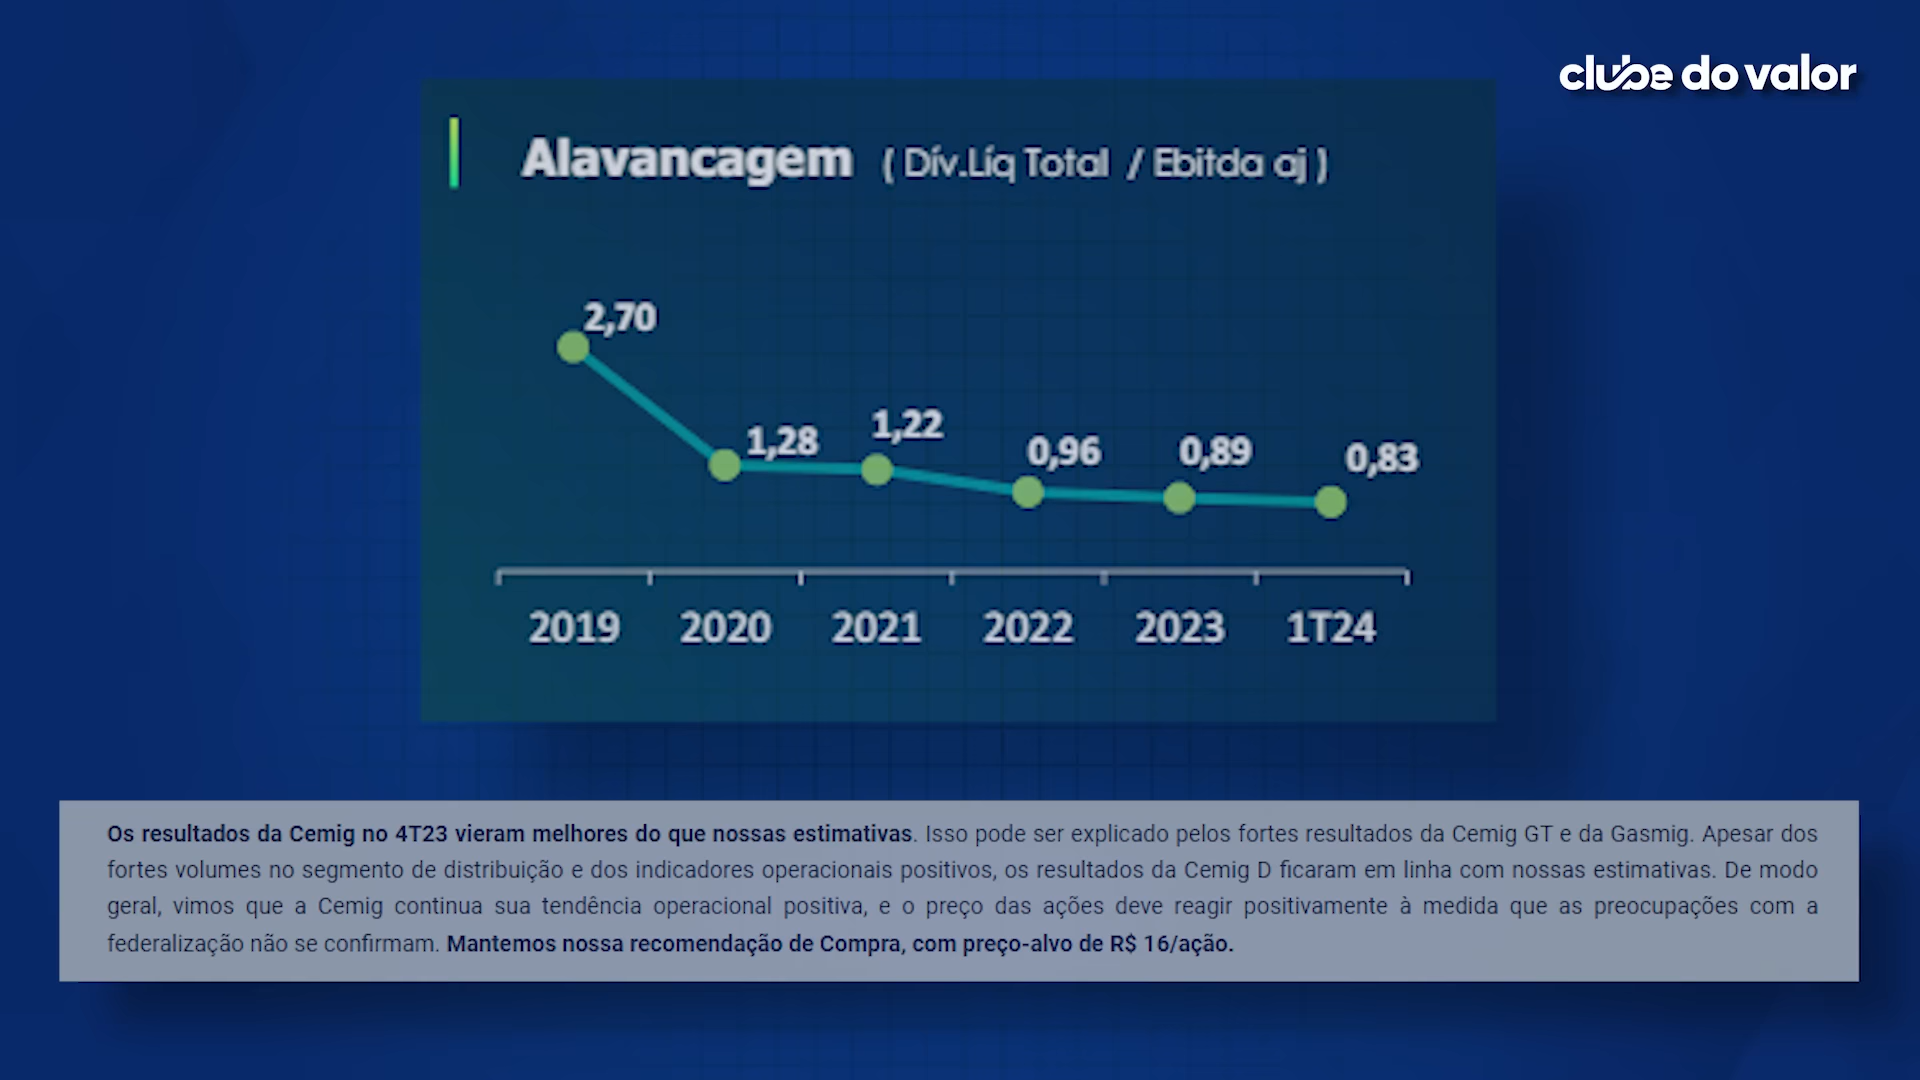 clube do valor
Alavancagem ( Dív.Líq Total / Ebitda aj )
2,70
1,28
1,22
0,96
0,89
0,83
2019 2020 2021 2022 2023 1T24
Os resultados da Cemig no 4T23 vieram melhores do que nossas estimativas. Isso pode ser explicado pelos fortes resultados da Cemig GT e da Gasmig. Apesar dos
fortes volumes no segmento de distribuição e dos indicadores operacionais positivos, os resultados da Cemig D ficaram em linha com nossas estimativas. De modo
geral, vimos que a Cemig continua sua tendência operacional positiva, e o preço das ações deve reagir positivamente à medida que as preocupações com a
federalização não se confirmam. Mantemos nossa recomendação de Compra, com preço-alvo de R$ 16/ação.